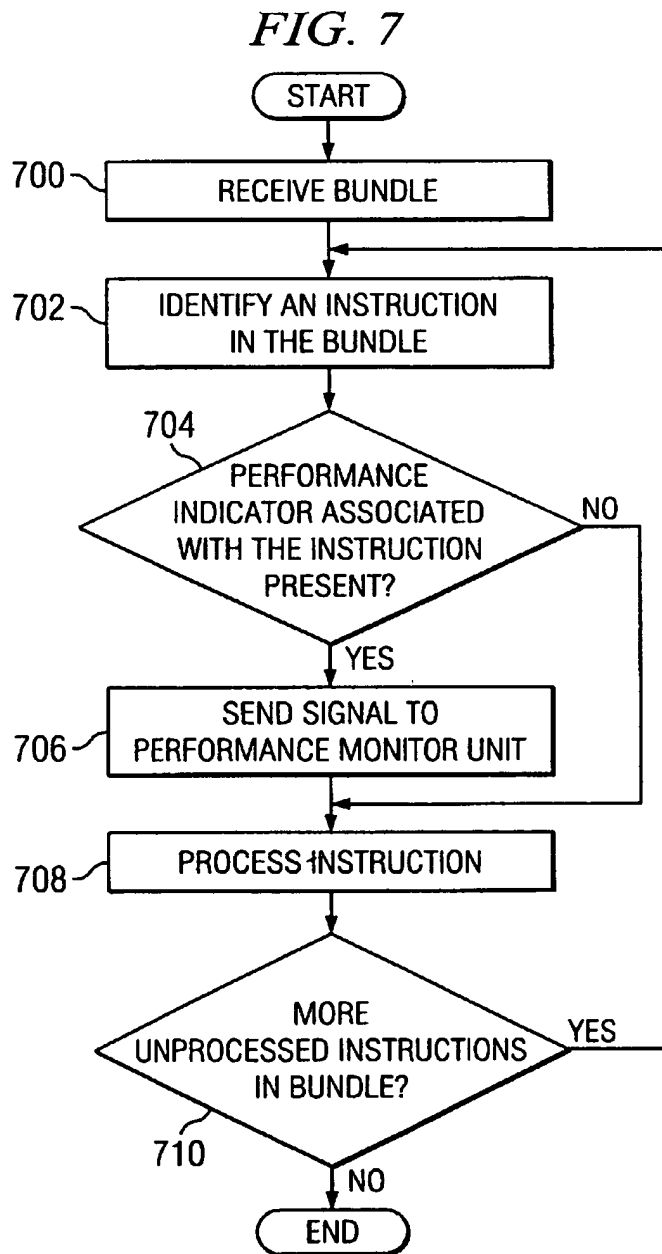 FIG. 7
START
700
RECEIVE BUNDLE
702
IDENTIFY AN INSTRUCTION
IN THE BUNDLE
704
PERFORMANCE
INDICATOR ASSOCIATED
WITH THE INSTRUCTION
PRESENT?
NO
YES
706
SEND SIGNAL TO
PERFORMANCE MONITOR UNIT
708
PROCESS INSTRUCTION
MORE
UNPROCESSED INSTRUCTIONS
IN BUNDLE?
YES
710
NO
END